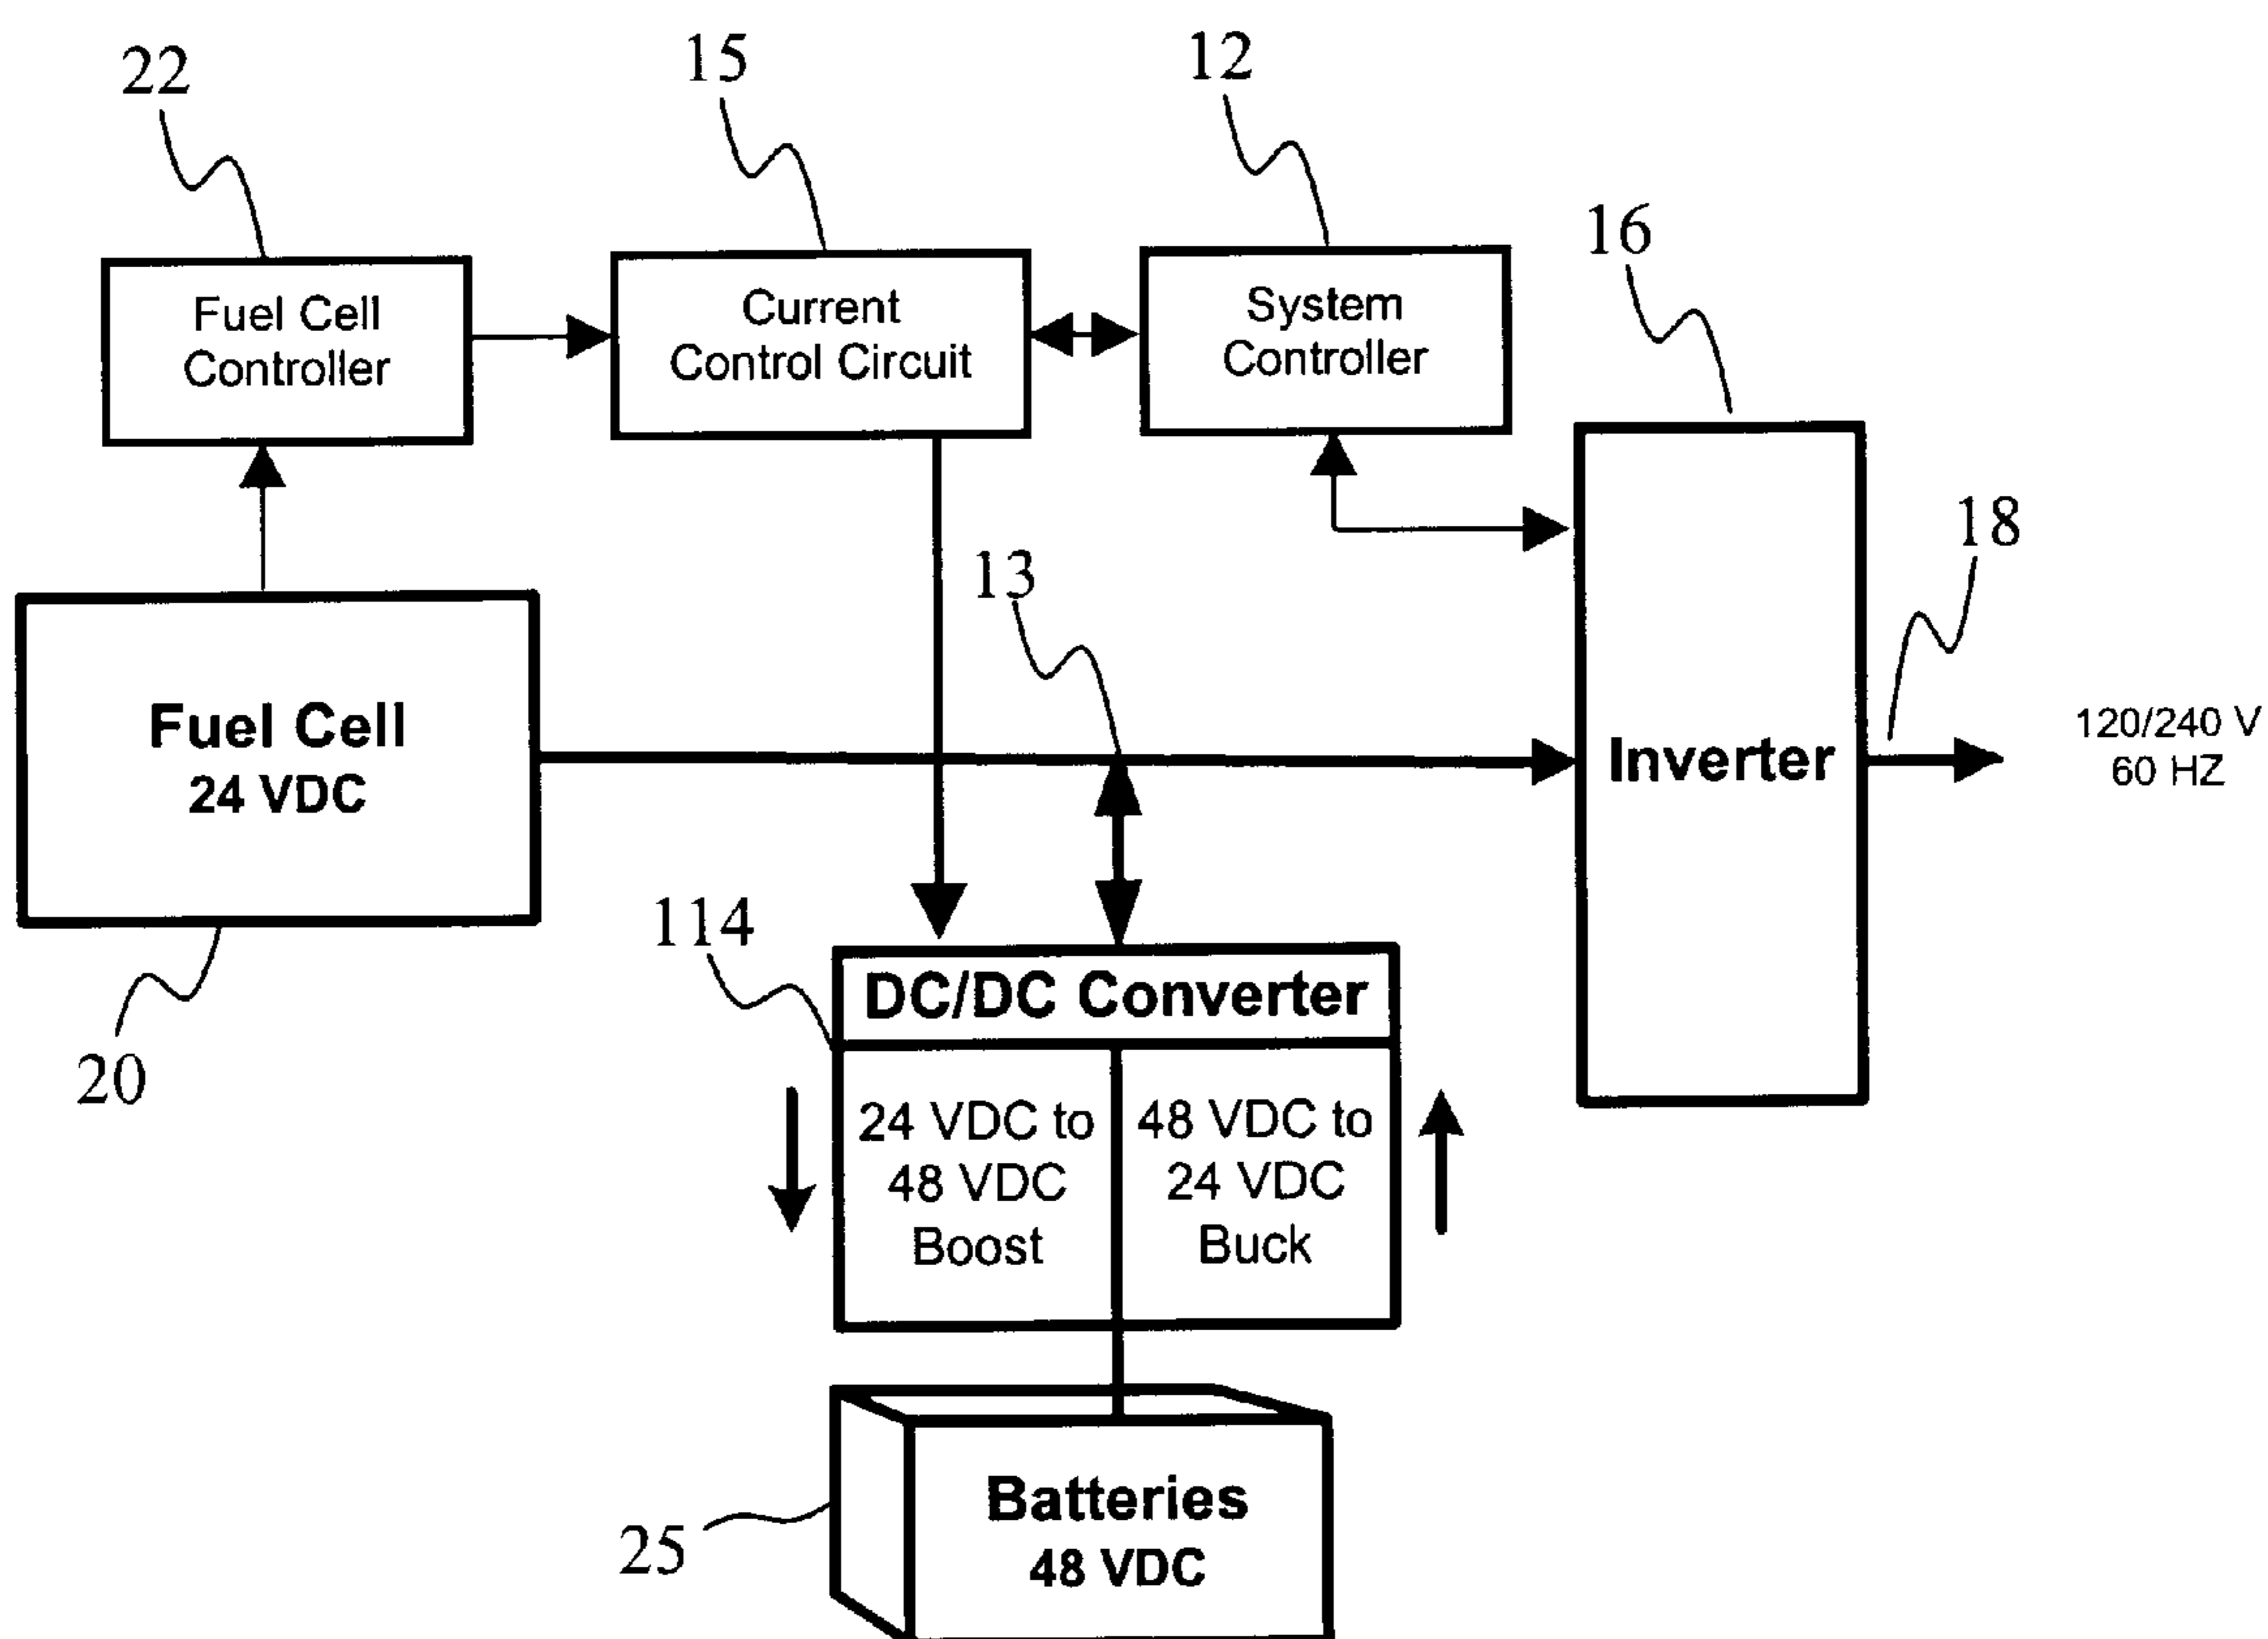 22
15
12
16
Fuel Cell
Controller
Current
Control Circuit
System
Controller
18
13
Fuel Cell
24 VDC
Inverter
120/240 V
60 HZ
114
20
DC/DC Converter
24 VDC to
48 VDC
Boost
48 VDC to
24 VDC
Buck
25
Batteries
48 VDC